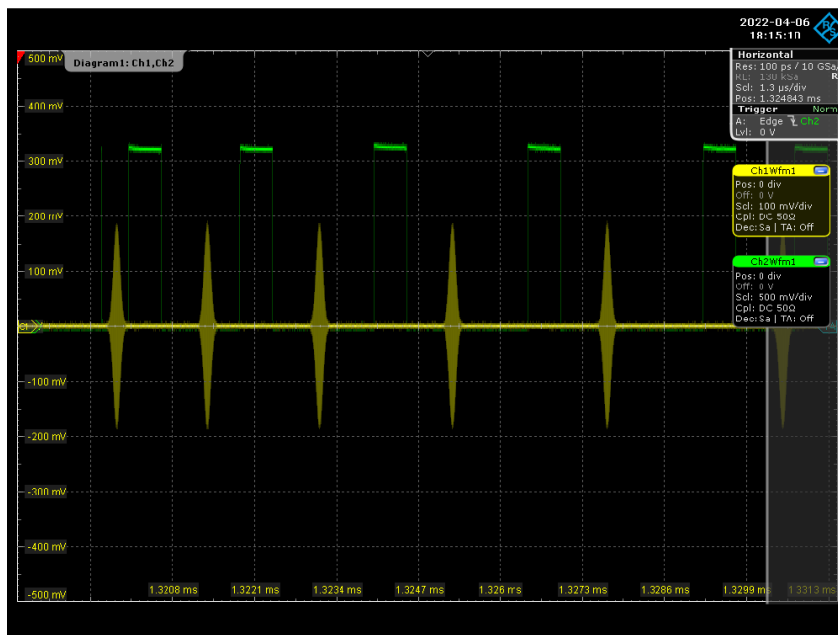 2022-04-06
18:15:10
Diagram1: Ch1,Ch2
Horizontal
Res: 100 ps / 10 GSa/
RL: 130 kSa R
Scl: 1.3 µs/div
Pos: 1.324843 ms
Trigger Norm
A: Edge Ch2
Lvl: 0 V
500 mV
400 mV
300 mV
200 mV
100 mV
C1
-100 mV
-200 mV
-300 mV
-400 mV
-500 mV
Ch1Wfm1
Pos: 0 div
Off: 0 V
Scl: 100 mV/div
Cpl: DC 50Ω
Dec: Sa | TA: Off
Ch2Wfm1
Pos: 0 div
Off: 0 V
Scl: 500 mV/div
Cpl: DC 50Ω
Dec: Sa | TA: Off
1.3208 ms 1.3221 ms 1.3234 ms 1.3247 ms 1.326 ms 1.3273 ms 1.3286 ms 1.3299 ms 1.3313 ms